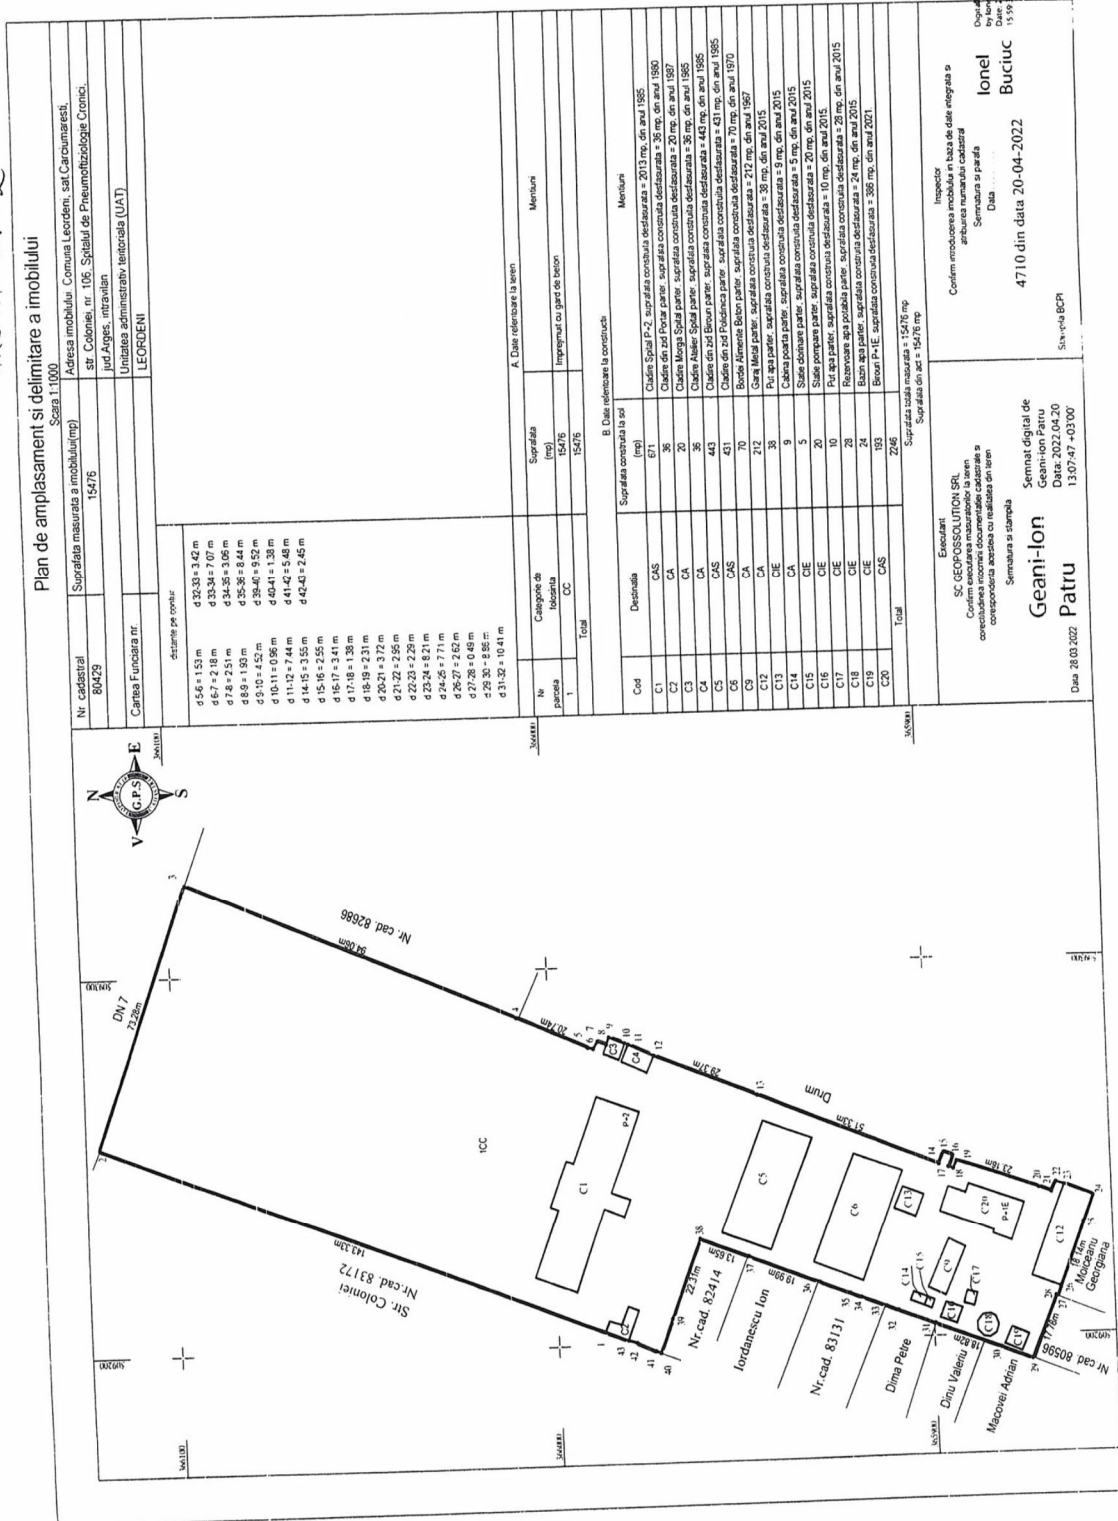 Plan de amplasament si delimitare a imobilului
Scara 1:1000
Nr. cadastral
80429
Suprafata masurata a imobilului(mp)
15476
Adresa imobilului: Comuna Leordeni, sat.Carciumaresti,
str. Coloniei, nr. 106, Spitalul de Pneumoftiziologie Cronici,
jud.Arges, intravilan
Cartea Funciara nr.
Unitatea administrativ teritoriala (UAT)
LEORDENI
N
V
E
S
G.P.S
distante pe contur
d 5-6 = 1.53 m
d 6-7 = 2.18 m
d 7-8 = 2.51 m
d 8-9 = 1.93 m
d 9-10 = 4.52 m
d 10-11 = 0.96 m
d 11-12 = 7.44 m
d 14-15 = 3.55 m
d 15-16 = 2.55 m
d 16-17 = 3.41 m
d 17-18 = 1.38 m
d 18-19 = 2.31 m
d 20-21 = 3.72 m
d 21-22 = 2.95 m
d 22-23 = 2.29 m
d 23-24 = 8.21 m
d 24-25 = 7.71 m
d 26-27 = 2.62 m
d 27-28 = 0.49 m
d 29-30 = 8.86 m
d 31-32 = 10.41 m
d 32-33 = 3.42 m
d 33-34 = 7.07 m
d 34-35 = 3.06 m
d 35-36 = 8.44 m
d 39-40 = 9.52 m
d 40-41 = 1.38 m
d 41-42 = 5.48 m
d 42-43 = 2.45 m
A. Date referitoare la teren
Nr. parcela Categorie de folosinta Suprafata (mp) Mentiuni
1 CC 15476 Imprejmuit cu gard de beton
Total 15476
B. Date referitoare la constructii
Cod Destinatia Suprafata construita la sol (mp) Mentiuni
C1 CAS 671 Cladire Spital P-2, suprafata construita desfasurata = 2013 mp, din anul 1985
C2 CA 36 Cladire din zid Portar parter, suprafata construita desfasurata = 36 mp, din anul 1980
C3 CA 20 Cladire Morga Spital parter, suprafata construita desfasurata = 20 mp, din anul 1987
C4 CA 36 Cladire Atelier Spital parter, suprafata construita desfasurata = 36 mp, din anul 1985
C5 CA 443 Cladire din zid Birouri parter, suprafata construita desfasurata = 443 mp, din anul 1985
C6 CAS 431 Cladire din zid Policlinica parter, suprafata construita desfasurata = 431 mp, din anul 1985
C9 CA 70 Bordei Alimente Beton parter, suprafata construita desfasurata = 70 mp, din anul 1970
C12 CA 212 Garaj Metal parter, suprafata construita desfasurata = 212 mp, din anul 1967
C13 CIE 38 Put apa parter, suprafata construita desfasurata = 38 mp, din anul 2015
C14 CA 9 Cabina poarta parter, suprafata construita desfasurata = 9 mp, din anul 2015
C15 CIE 5 Statie clorinare parter, suprafata construita desfasurata = 5 mp, din anul 2015
C16 CIE 20 Statie pompare parter, suprafata construita desfasurata = 20 mp, din anul 2015
C17 CIE 10 Put apa parter, suprafata construita desfasurata = 10 mp, din anul 2015
C18 CIE 28 Rezervoare apa potabila parter, suprafata construita desfasurata = 28 mp, din anul 2015
C19 CIE 24 Bazin apa parter, suprafata construita desfasurata = 24 mp, din anul 2015
C20 CAS 193 Birouri P+1E, suprafata construita desfasurata = 386 mp, din anul 2021
Total 2246
Suprafata totala masurata = 15476 mp
Suprafata din act = 15476 mp
Executant
SC GEOPOSSOLUTION SRL
Confirm executarea masuratorilor la teren
corectitudinea intocmirii documentatiei cadastrale si
corespondenta acesteia cu realitatea din teren
Semnatura si stampila
Geani-Ion
Patru
Semnat digital de
Geani-Ion Patru
Data: 2022.04.20
13:07:47 +03'00'
Data 28.03.2022
Inspector
Confirm introducerea imobilului in baza de date integrata si
atribuirea numarului cadastral
Semnatura si parafa
Data
Ionel
Buciuc
4710 din data 20-04-2022
BCPI
DN 7
73.28m
Nr. cad. 82686
94.06m
20.74m
29.37m
Drum
51.33m
23.18m
143.33m
Str. Coloniei
Nr.cad. 83172
1CC
C1
P-2
C2
C3
C4
C5
C6
C13
C14
C15
C9
C20
P-1E
C17
C18
C19
C12
22.31m
Nr.cad. 82414
13.65m
Iordanescu Ion
19.99m
Nr.cad. 83131
Dima Petre
Dinu Valeriu
18.82m
Macovei Adrian
17.78m
Nr cad. 80596
18.14m
Moiceanu
Georgiana
366100
366000
365900
509200
509300